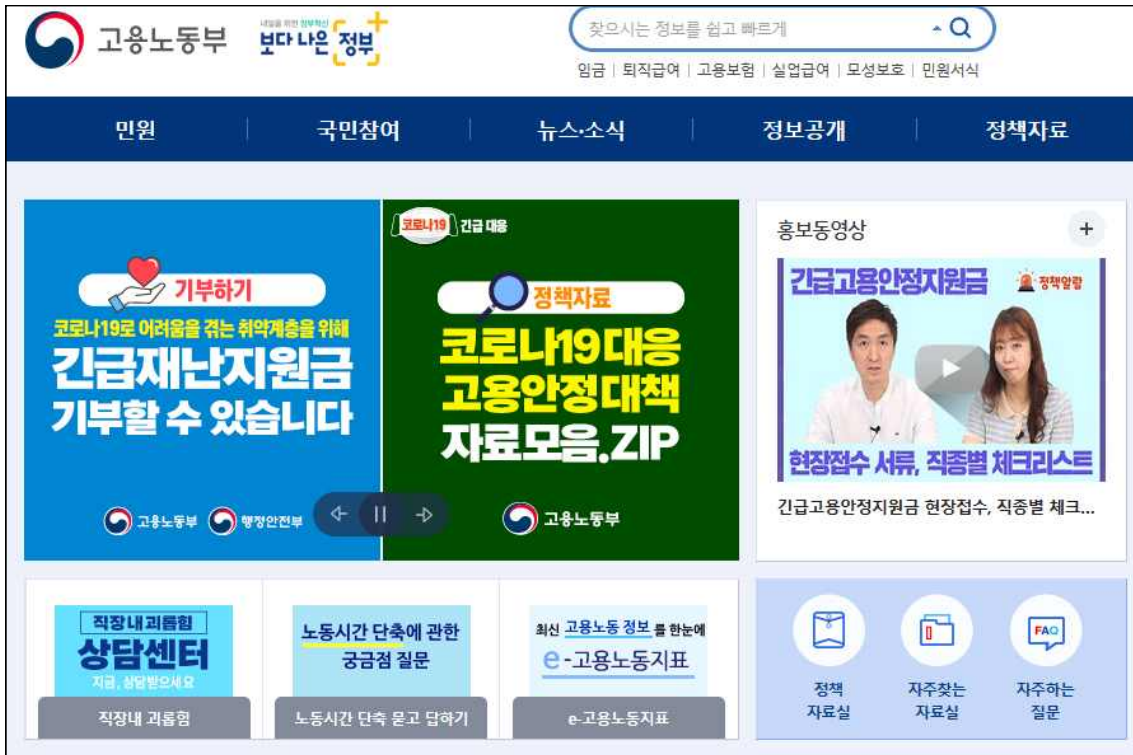 고용노동부
내일을 위한 정부혁신
보다 나은 정부
찾으시는 정보를 쉽고 빠르게
임금 | 퇴직급여 | 고용보험 | 실업급여 | 모성보호 | 민원서식
민원 국민참여 뉴스·소식 정보공개 정책자료
기부하기
코로나19로 어려움을 겪는 취약계층을 위해
긴급재난지원금
기부할 수 있습니다
고용노동부 행정안전부
코로나19 긴급 대응
정책자료
코로나19대응
고용안정대책
자료모음.ZIP
고용노동부
홍보동영상
긴급고용안정지원금 정책알람
현장접수 서류, 직종별 체크리스트
긴급고용안정지원금 현장접수, 직종별 체크...
직장내괴롭힘
상담센터
지금, 상담받으세요
직장내 괴롭힘
노동시간 단축에 관한
궁금점 질문
노동시간 단축 묻고 답하기
최신 고용노동 정보를 한눈에
e-고용노동지표
e-고용노동지표
정책
자료실
자주찾는
자료실
FAQ
자주하는
질문